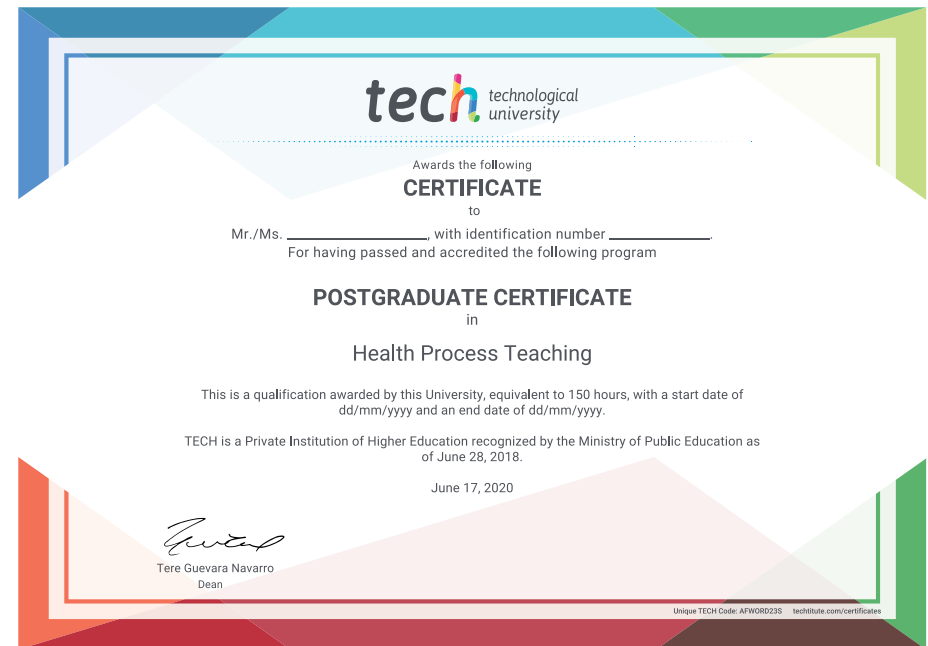 tech technological
university
Awards the following
CERTIFICATE
to
Mr./Ms. ____________________, with identification number ______________.
For having passed and accredited the following program
POSTGRADUATE CERTIFICATE
in
Health Process Teaching
This is a qualification awarded by this University, equivalent to 150 hours, with a start date of
dd/mm/yyyy and an end date of dd/mm/yyyy.
TECH is a Private Institution of Higher Education recognized by the Ministry of Public Education as
of June 28, 2018.
June 17, 2020
Tere Guevara Navarro
Dean
Unique TECH Code: AFWORD23S techtitute.com/certificates